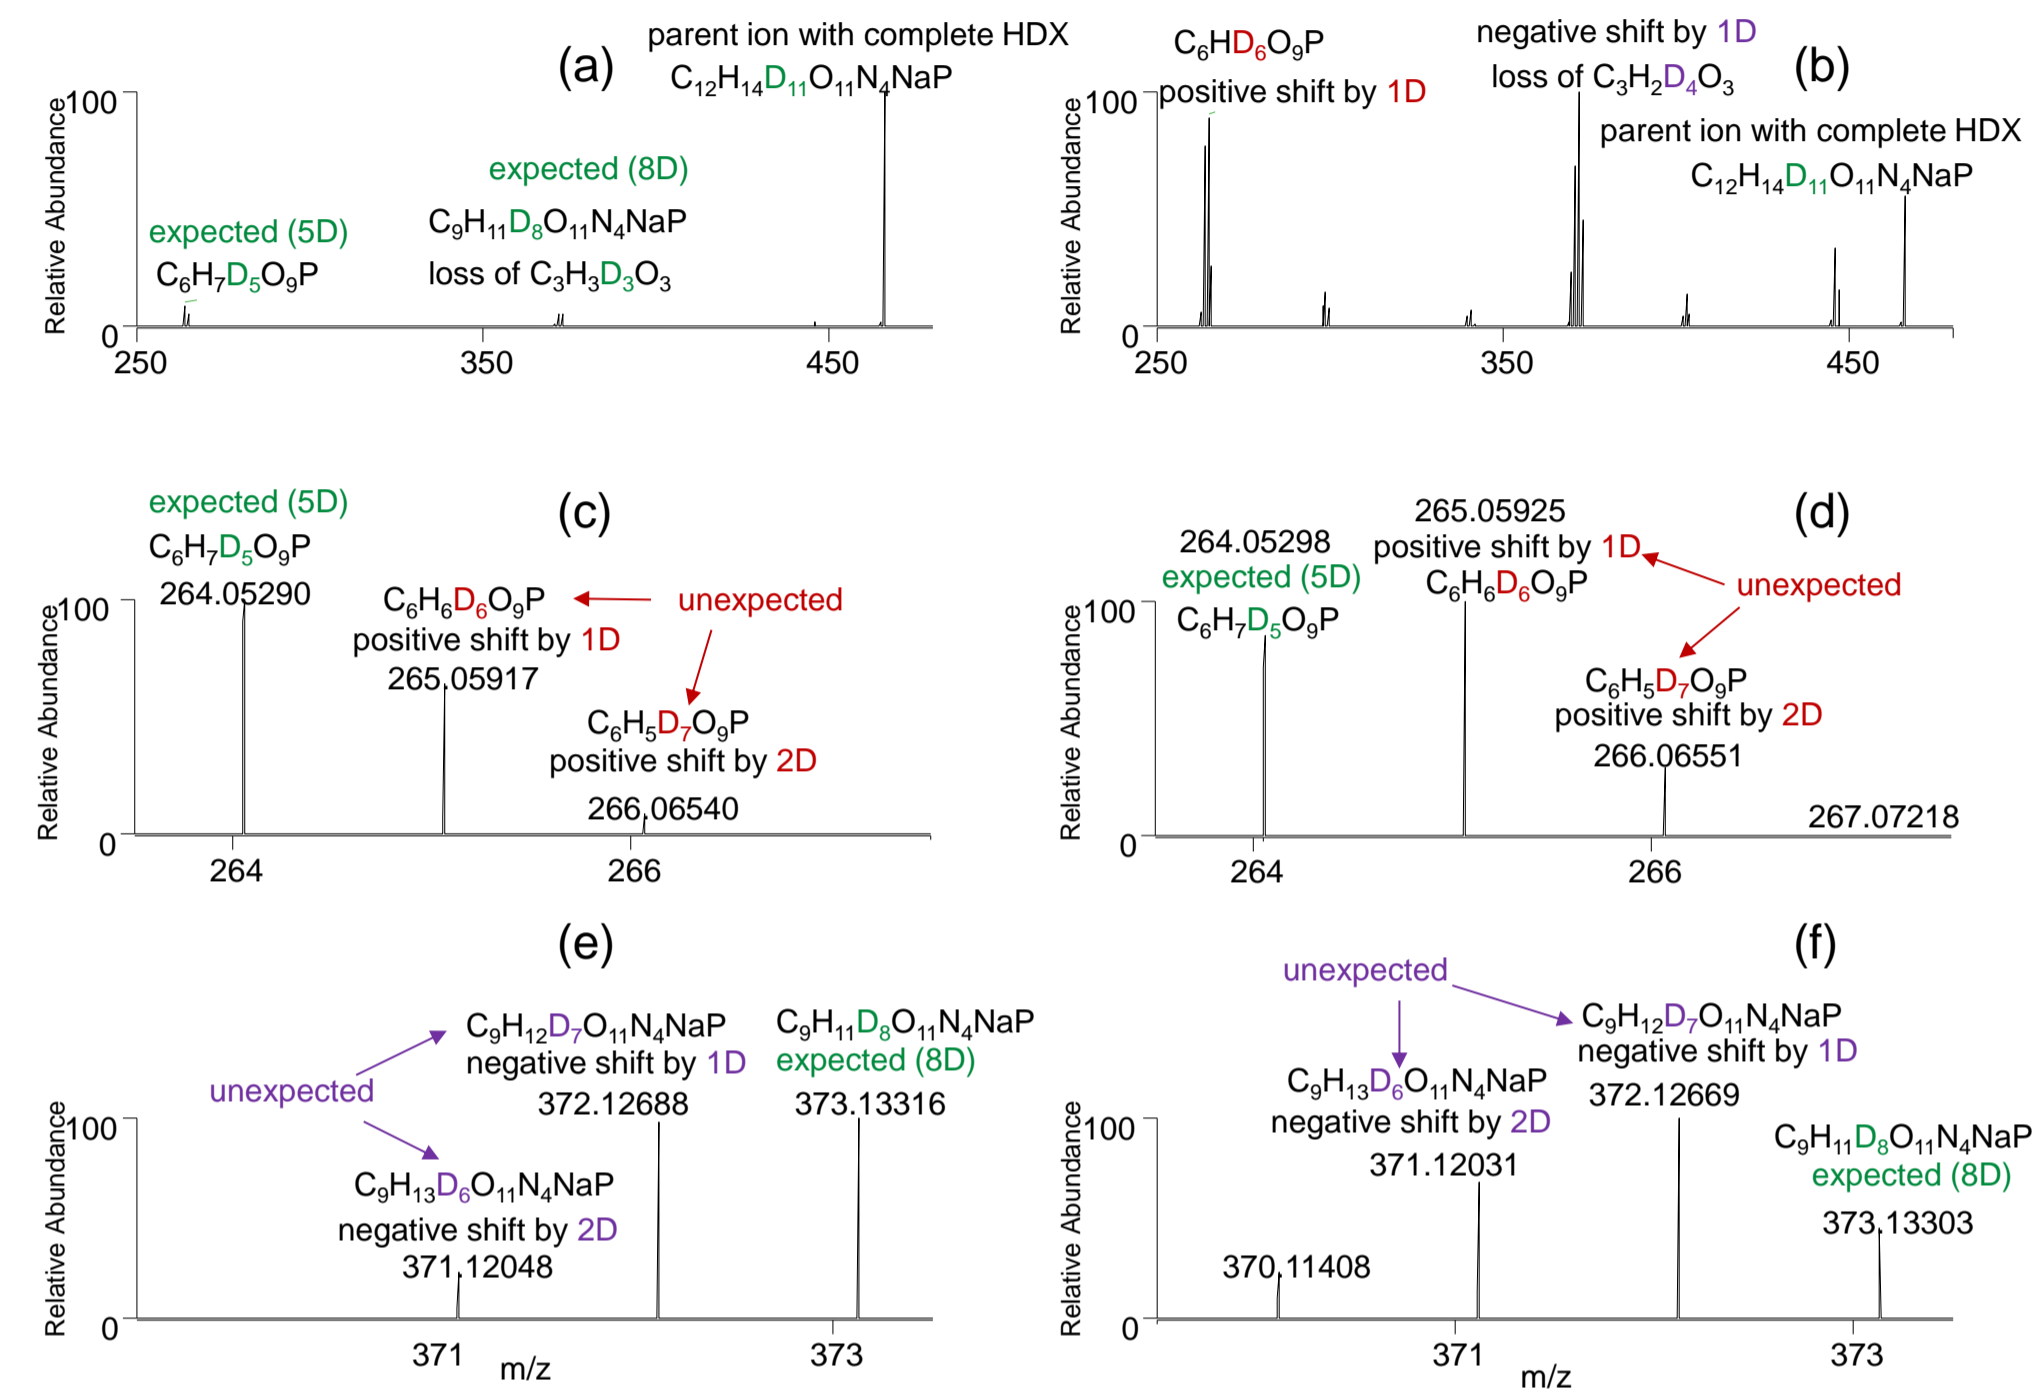 (a)
parent ion with complete HDX
C₁₂H₁₄D₁₁O₁₁N₄NaP
Relative Abundance
100
expected (8D)
C₉H₁₁D₈O₁₁N₄NaP
loss of C₃H₃D₃O₃
expected (5D)
C₆H₇D₅O₉P
0
250
350
450
(b)
C₆HD₆O₉P
positive shift by 1D
negative shift by 1D
loss of C₃H₂D₄O₃
parent ion with complete HDX
C₁₂H₁₄D₁₁O₁₁N₄NaP
Relative Abundance
100
0
250
350
450
(c)
expected (5D)
C₆H₇D₅O₉P
264.05290
C₆H₆D₆O₉P
positive shift by 1D
265.05917
unexpected
C₆H₅D₇O₉P
positive shift by 2D
266.06540
Relative Abundance
100
0
264
266
(d)
264.05298
expected (5D)
C₆H₇D₅O₉P
265.05925
positive shift by 1D
C₆H₆D₆O₉P
unexpected
C₆H₅D₇O₉P
positive shift by 2D
266.06551
267.07218
Relative Abundance
100
0
264
266
(e)
unexpected
C₉H₁₂D₇O₁₁N₄NaP
negative shift by 1D
372.12688
C₉H₁₁D₈O₁₁N₄NaP
expected (8D)
373.13316
C₉H₁₃D₆O₁₁N₄NaP
negative shift by 2D
371.12048
Relative Abundance
100
0
371
373
m/z
(f)
unexpected
C₉H₁₂D₇O₁₁N₄NaP
negative shift by 1D
372.12669
C₉H₁₃D₆O₁₁N₄NaP
negative shift by 2D
371.12031
C₉H₁₁D₈O₁₁N₄NaP
expected (8D)
373.13303
370.11408
Relative Abundance
100
0
371
373
m/z